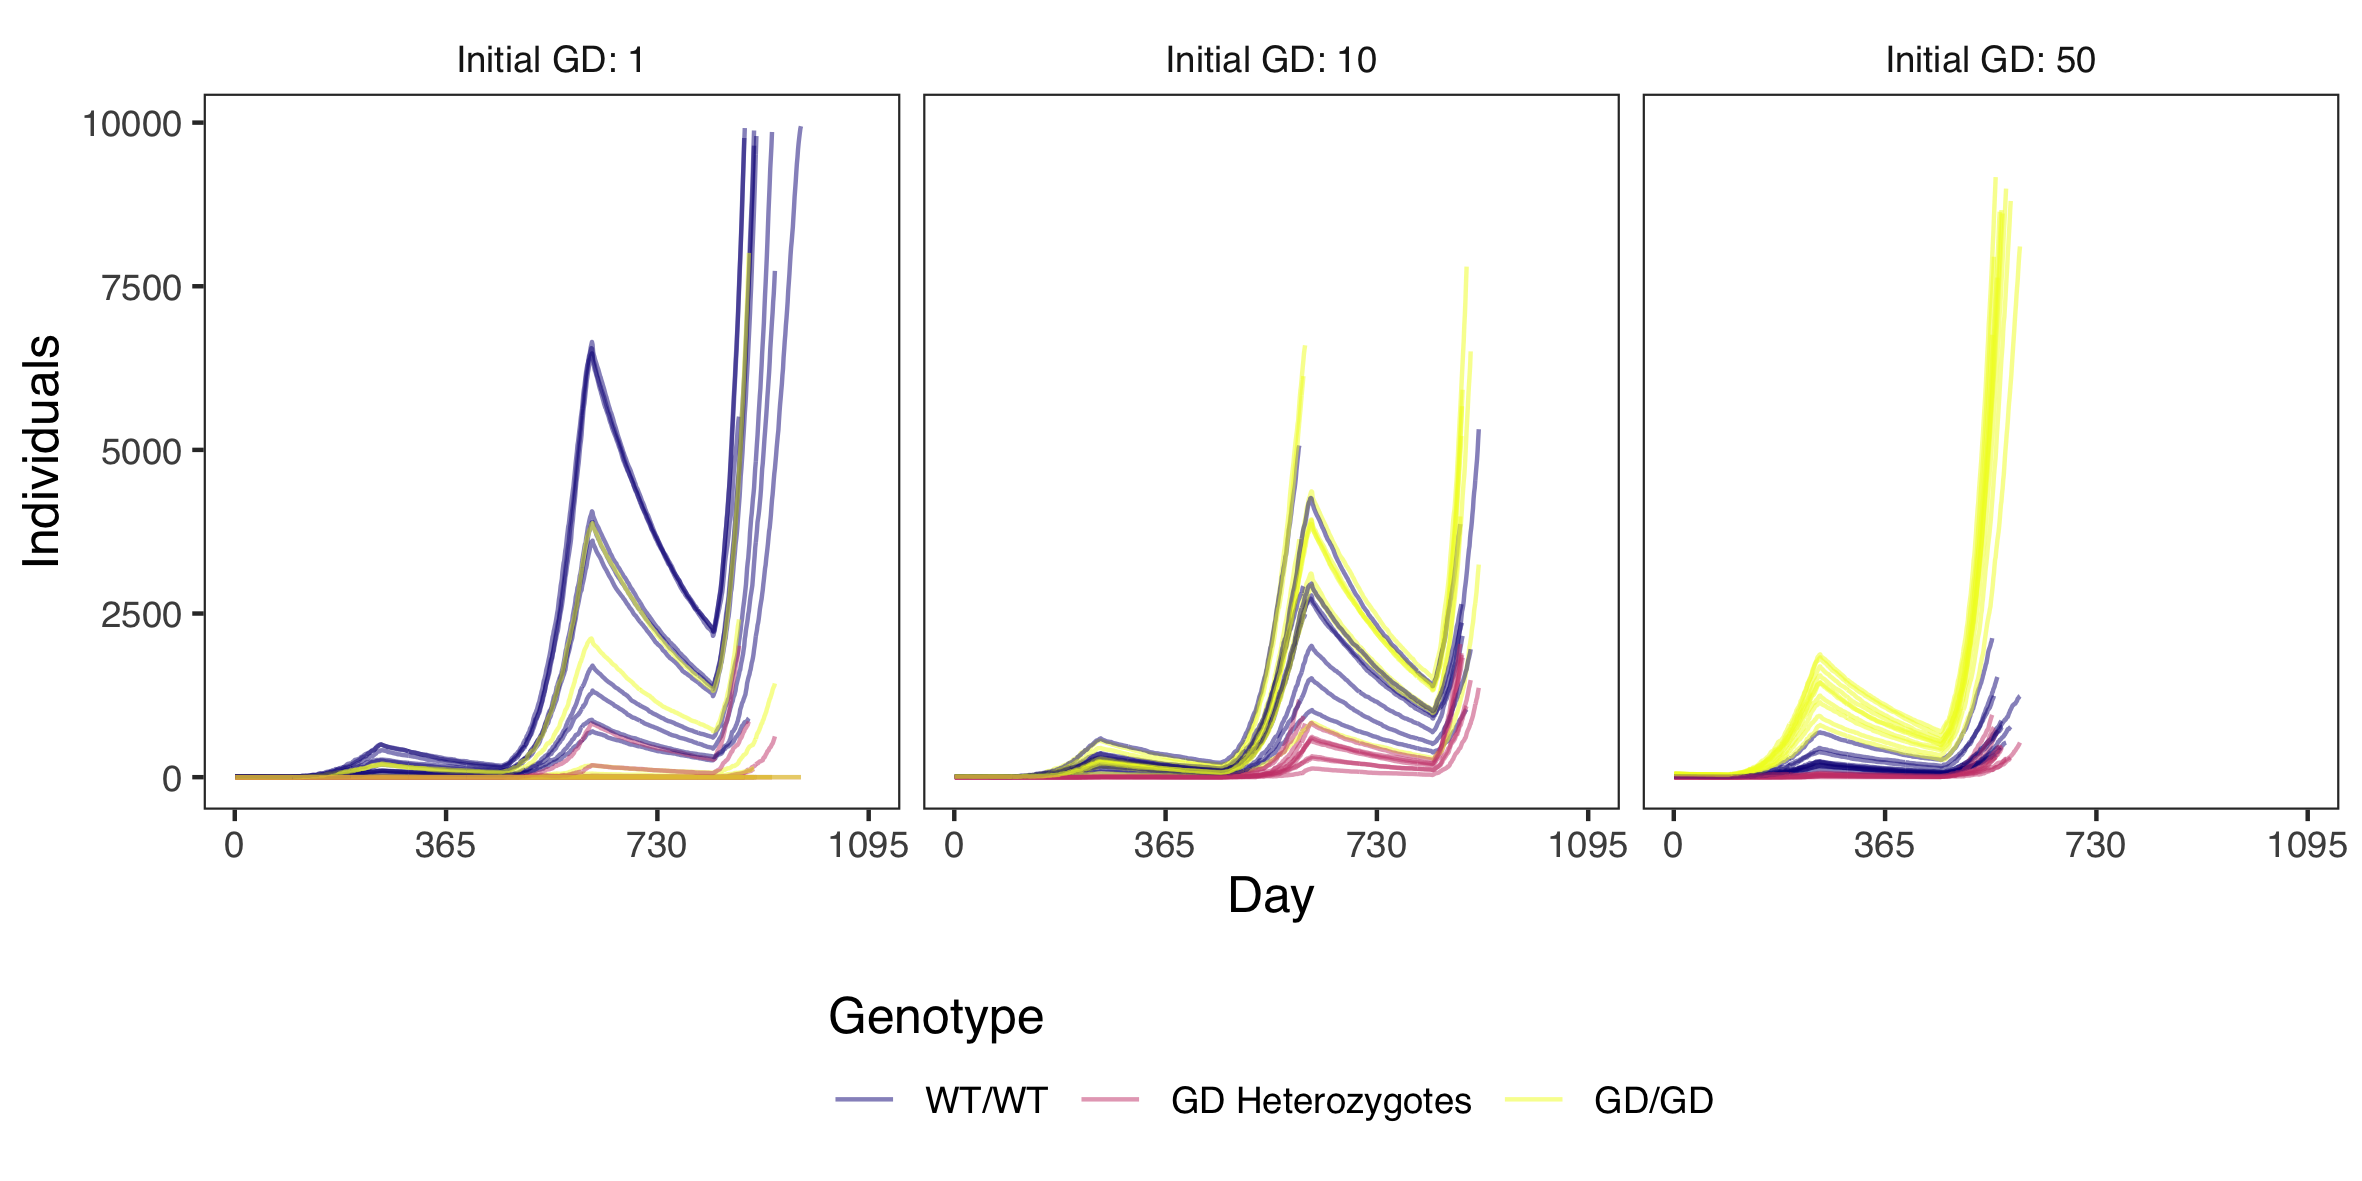 Initial GD: 1
Initial GD: 10
Initial GD: 50
Individuals
10000
7500
5000
2500
0
0 365 730 1095
0 365 730 1095
0 365 730 1095
Day
Genotype
WT/WT GD Heterozygotes GD/GD